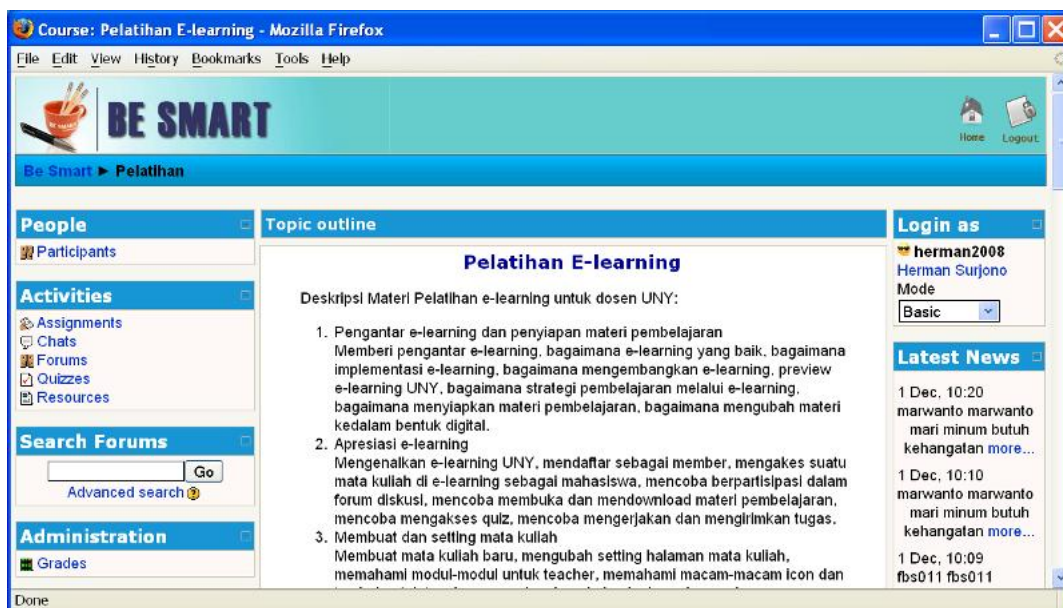 Course: Pelatihan E-learning - Mozilla Firefox
File Edit View History Bookmarks Tools Help
BE SMART
Home Logout
Be Smart ► Pelatihan
People
Participants
Activities
Assignments
Chats
Forums
Quizzes
Resources
Search Forums
Go
Advanced search
Administration
Grades
Topic outline
Pelatihan E-learning
Deskripsi Materi Pelatihan e-learning untuk dosen UNY:
1. Pengantar e-learning dan penyiapan materi pembelajaran
Memberi pengantar e-learning, bagaimana e-learning yang baik, bagaimana
implementasi e-learning, bagaimana mengembangkan e-learning, preview
e-learning UNY, bagaimana strategi pembelajaran melalui e-learning,
bagaimana menyiapkan materi pembelajaran, bagaimana mengubah materi
kedalam bentuk digital.
2. Apresiasi e-learning
Mengenalkan e-learning UNY, mendaftar sebagai member, mengakes suatu
mata kuliah di e-learning sebagai mahasiswa, mencoba berpartisipasi dalam
forum diskusi, mencoba membuka dan mendownload materi pembelajaran,
mencoba mengakses quiz, mencoba mengerjakan dan mengirimkan tugas.
3. Membuat dan setting mata kuliah
Membuat mata kuliah baru, mengubah setting halaman mata kuliah,
memahami modul-modul untuk teacher, memahami macam-macam icon dan
Login as
herman2008
Herman Surjono
Mode
Basic
Latest News
1 Dec, 10:20
marwanto marwanto
mari minum butuh
kehangatan more...
1 Dec, 10:10
marwanto marwanto
mari minum butuh
kehangatan more...
1 Dec, 10:09
fbs011 fbs011
Done